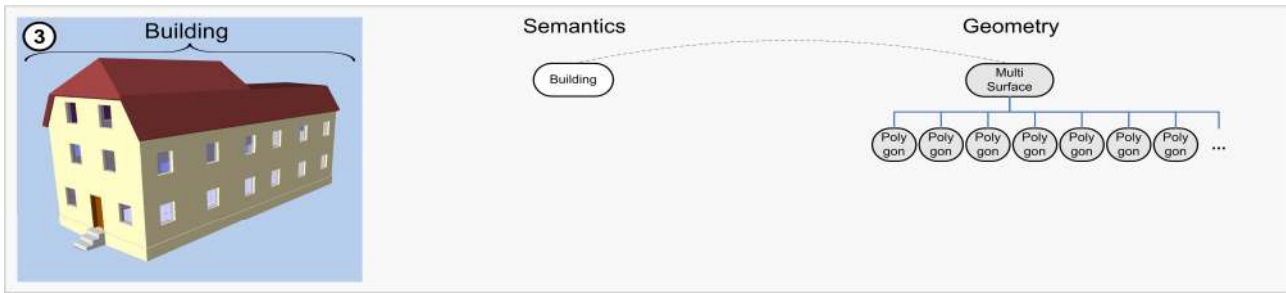 3
Building
Semantics
Geometry
Building
Multi
Surface
Poly
gon
Poly
gon
Poly
gon
Poly
gon
Poly
gon
Poly
gon
Poly
gon
...